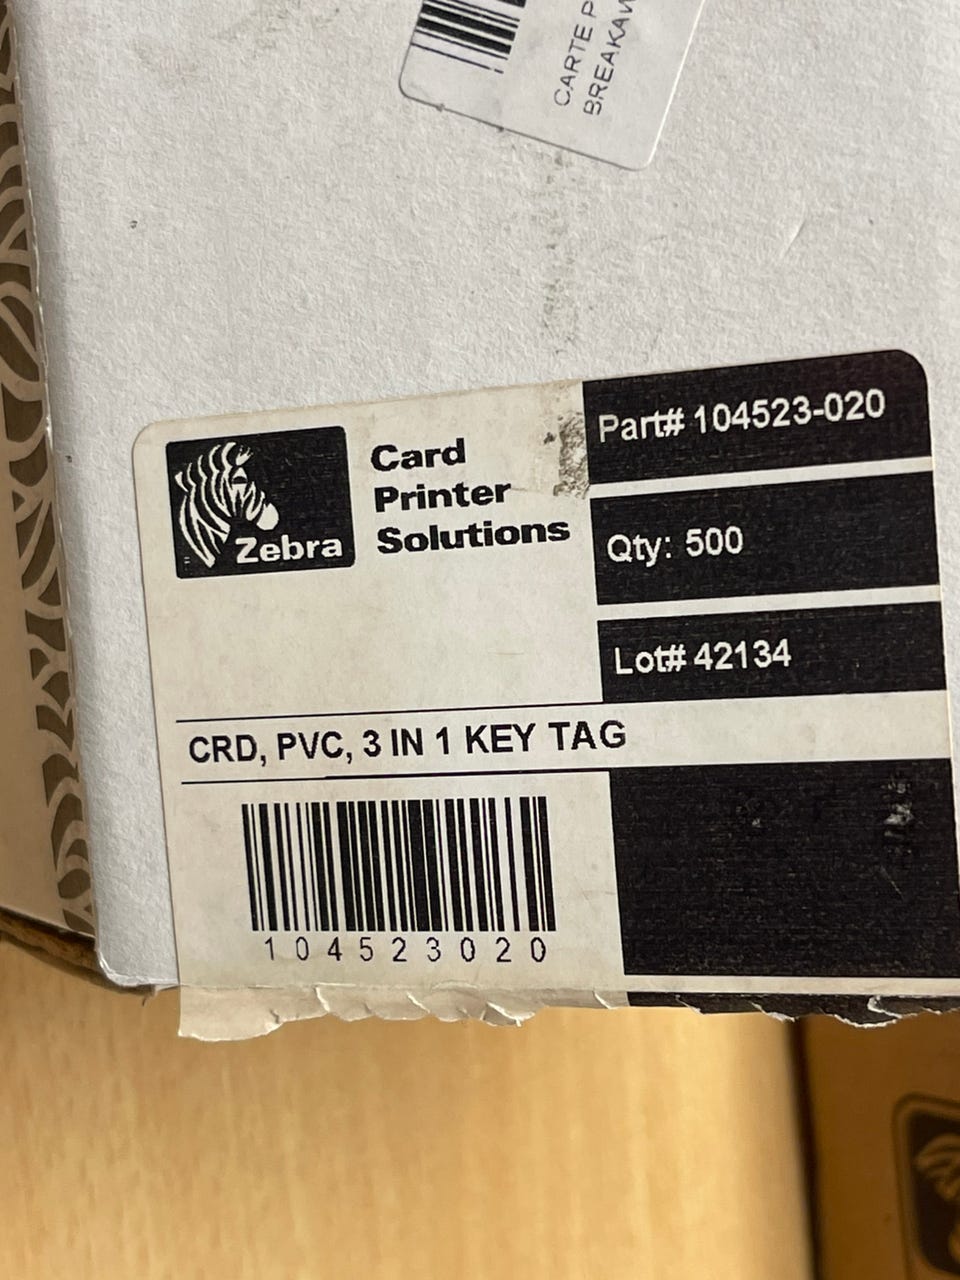 CARTE P
BREAKAW
Zebra
Card
Printer
Solutions
Part# 104523-020
Qty: 500
Lot# 42134
CRD, PVC, 3 IN 1 KEY TAG
104523020